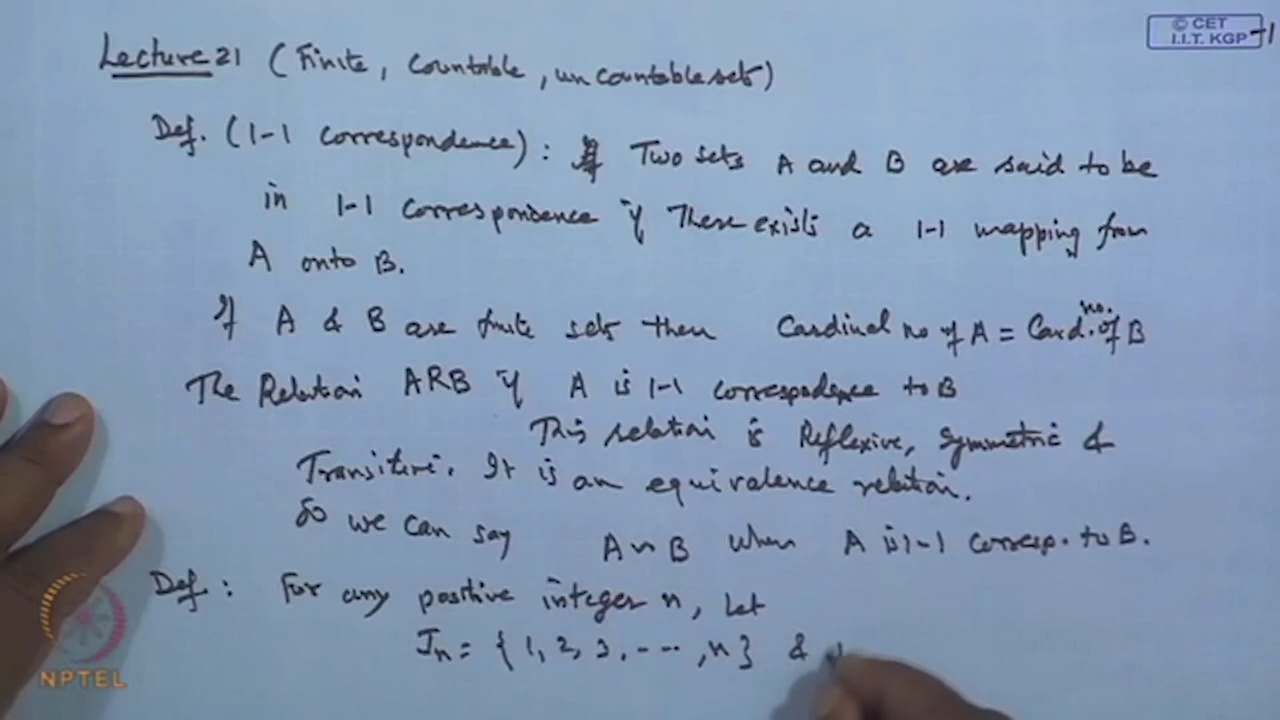 © CET
I.I.T. KGP
-1
Lecture 21 (Finite, Countable, uncountable sets)
Def. (1-1 correspondence): Two sets A and B are said to be
in 1-1 correspondence if There exists a 1-1 mapping from
A onto B.
If A & B are finite sets then Cardinal no of A = Card. no. of B
The Relation ARB if A is 1-1 correspondence to B
This relation is Reflexive, Symmetric &
Transitive. It is an equivalence relation.
So we can say A ~ B when A is 1-1 corresp. to B.
Def: For any positive integer n, Let
Jn = { 1, 2, 3, ----, n } &
NPTEL